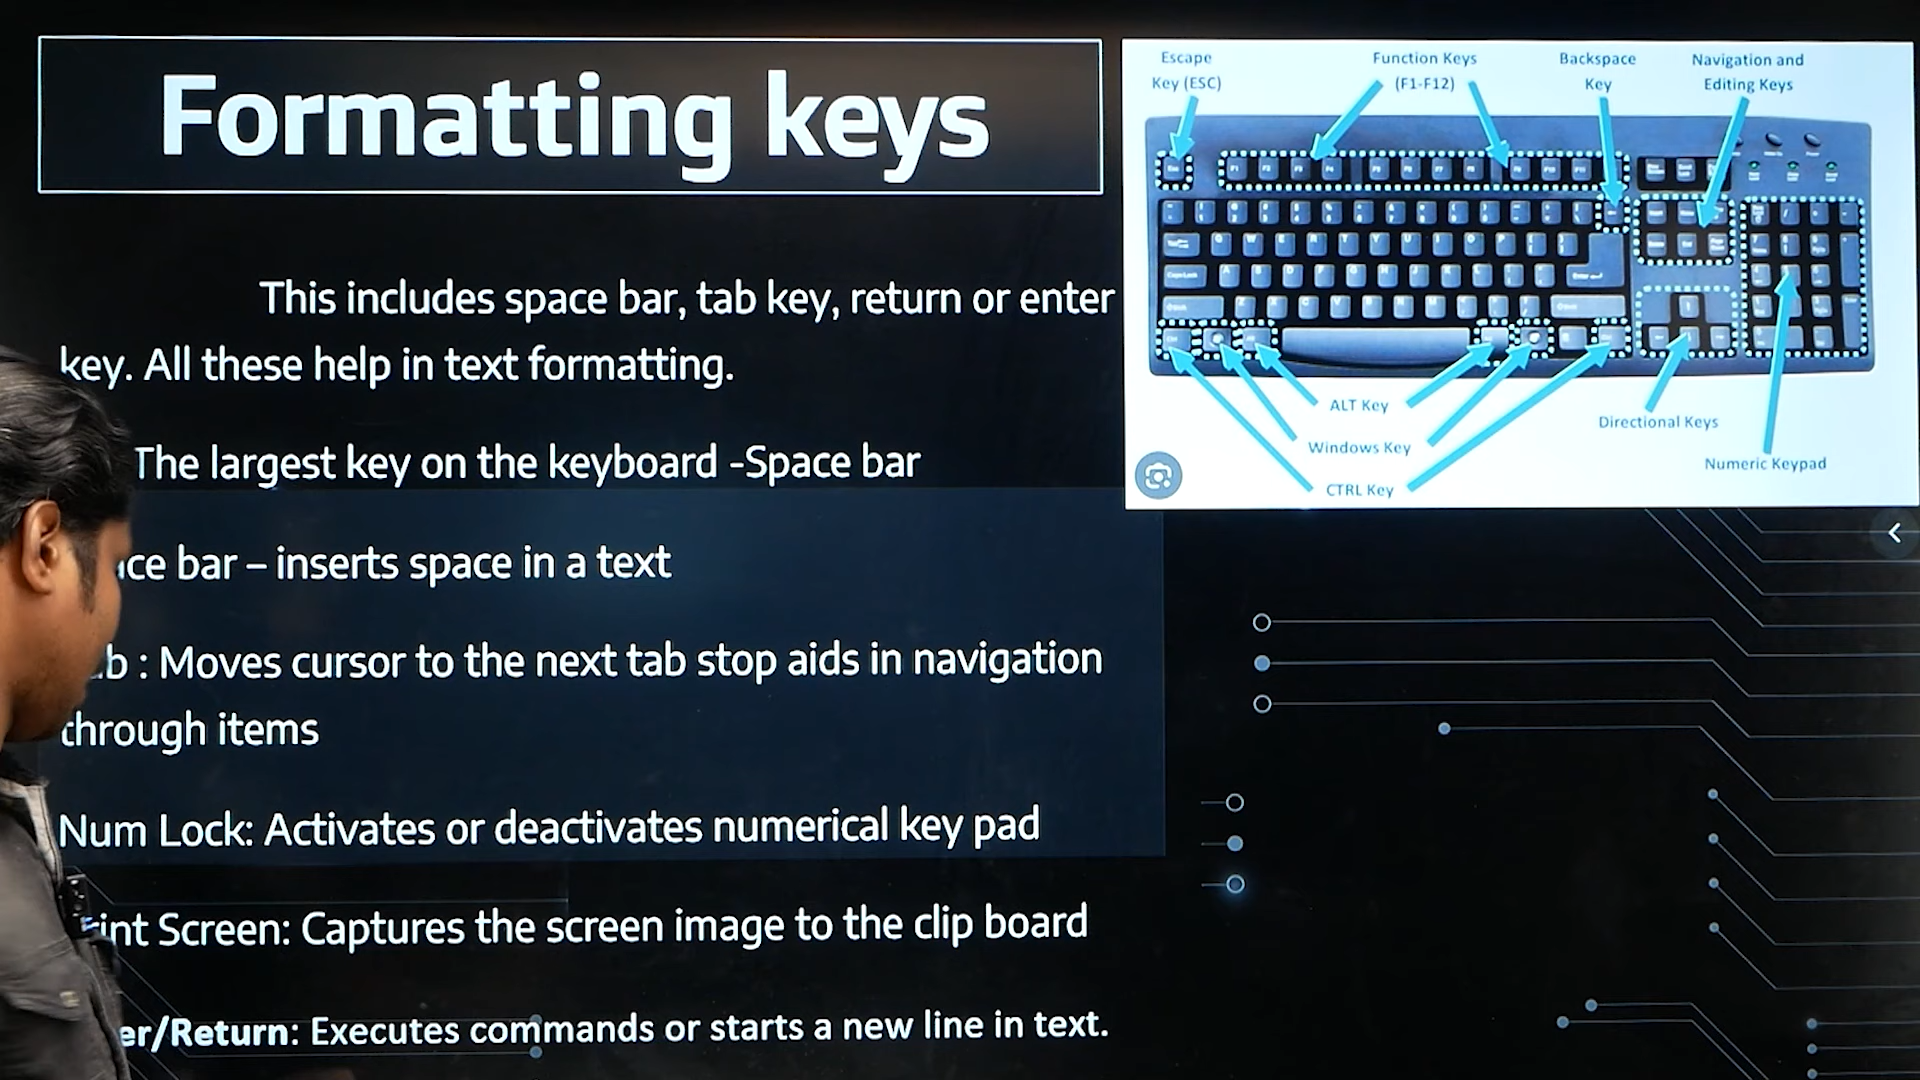 Formatting keys
This includes space bar, tab key, return or enter
key. All these help in text formatting.
The largest key on the keyboard -Space bar
bar – inserts space in a text
: Moves cursor to the next tab stop aids in navigation
through items
Num Lock: Activates or deactivates numerical key pad
Screen: Captures the screen image to the clip board
/Return: Executes commands or starts a new line in text.
Escape
Key (ESC)
Function Keys
(F1-F12)
Backspace
Key
Navigation and
Editing Keys
ALT Key
Windows Key
CTRL Key
Directional Keys
Numeric Keypad